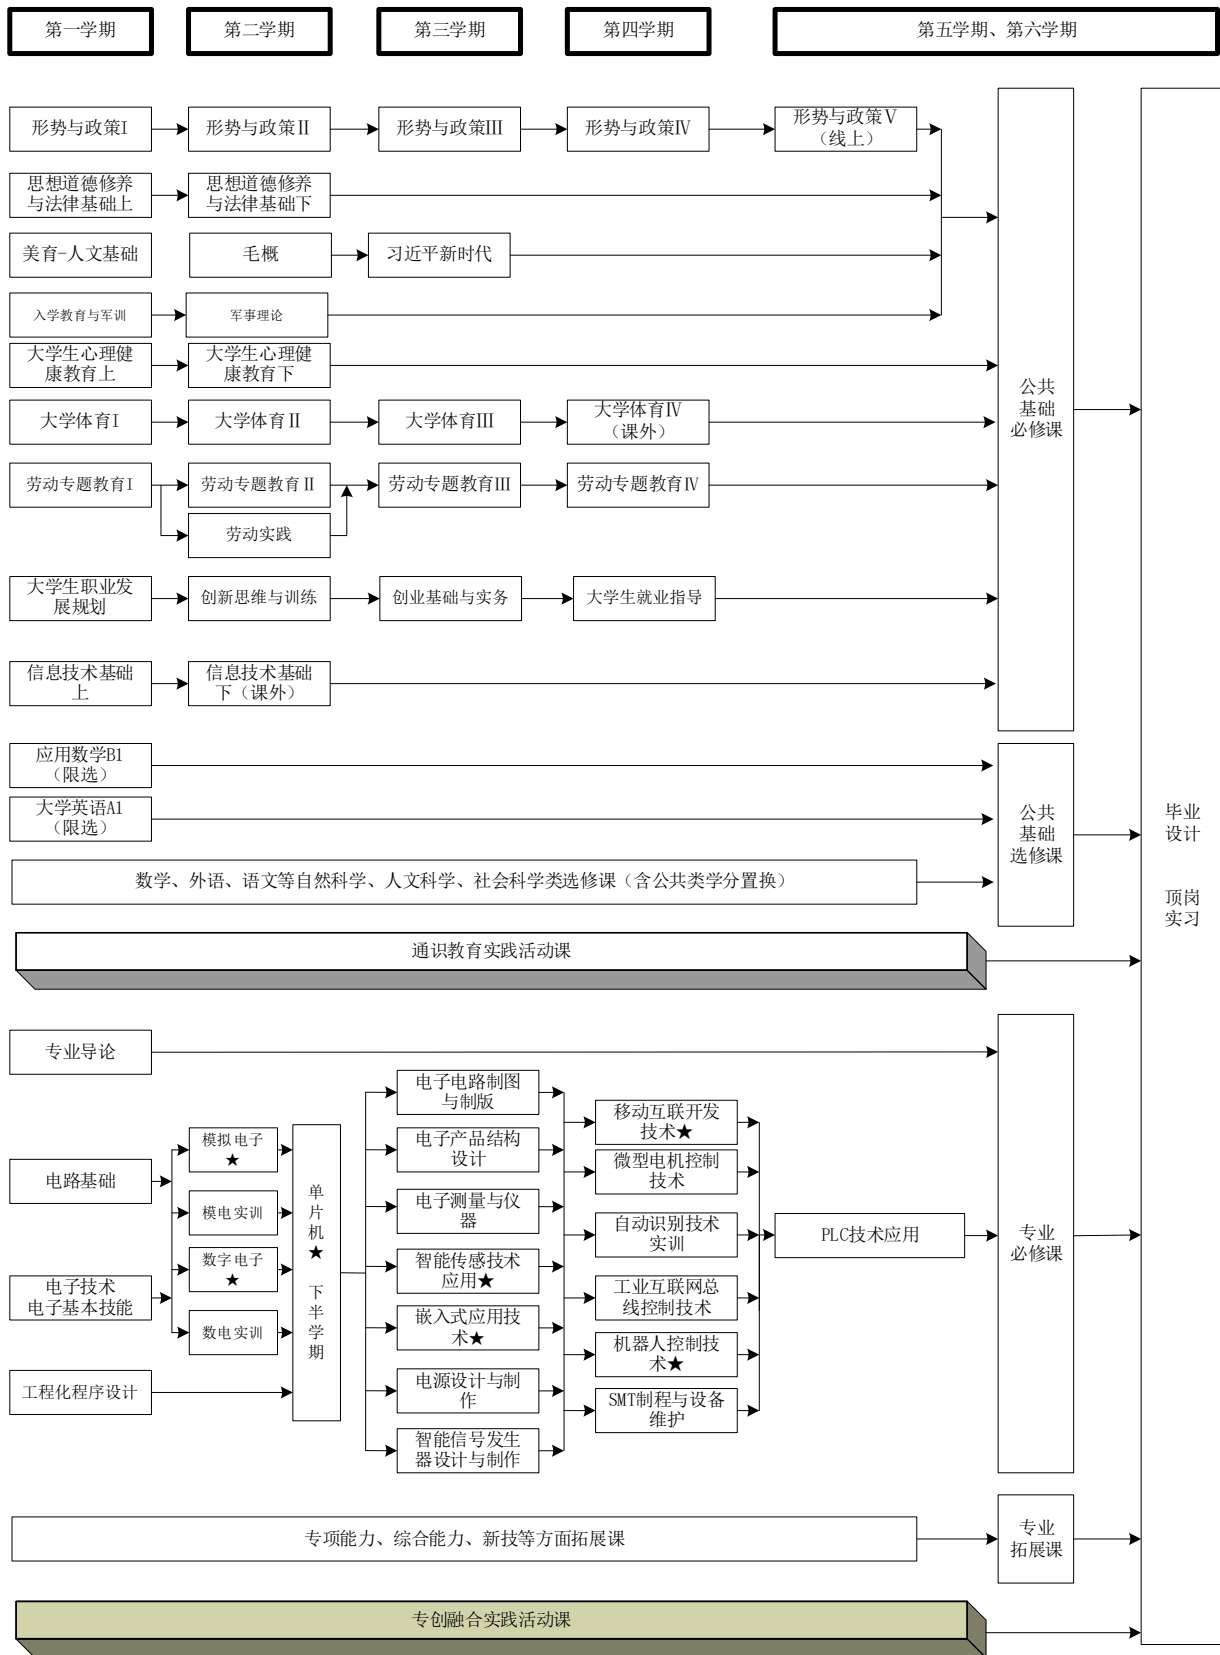 第一学期
第二学期
第三学期
第四学期
第五学期、第六学期
形势与政策I
形势与政策Ⅱ
形势与政策Ⅲ
形势与政策Ⅳ
形势与政策Ⅴ
（线上）
思想道德修养
与法律基础上
思想道德修养
与法律基础下
美育-人文基础
毛概
习近平新时代
入学教育与军训
军事理论
大学生心理健
康教育上
大学生心理健
康教育下
大学体育I
大学体育Ⅱ
大学体育Ⅲ
大学体育Ⅳ
（课外）
劳动专题教育I
劳动专题教育Ⅱ
劳动专题教育Ⅲ
劳动专题教育Ⅳ
劳动实践
大学生职业发
展规划
创新思维与训练
创业基础与实务
大学生就业指导
信息技术基础
上
信息技术基础
下（课外）
公共
基础
必修课
应用数学B1
（限选）
大学英语A1
（限选）
数学、外语、语文等自然科学、人文科学、社会科学类选修课（含公共类学分置换）
公共
基础
选修课
通识教育实践活动课
毕业
设计
顶岗
实习
专业导论
电路基础
电子技术
电子基本技能
工程化程序设计
模拟电子
★
模电实训
数字电子
★
数电实训
单
片
机
★
下
半
学
期
电子电路制图
与制版
电子产品结构
设计
电子测量与仪
器
智能传感技术
应用★
嵌入式应用技
术★
电源设计与制
作
智能信号发生
器设计与制作
移动互联开发
技术★
微型电机控制
技术
自动识别技术
实训
工业互联网总
线控制技术
机器人控制技
术★
SMT制程与设备
维护
PLC技术应用
专业
必修课
专项能力、综合能力、新技等方面拓展课
专业
拓展课
专创融合实践活动课